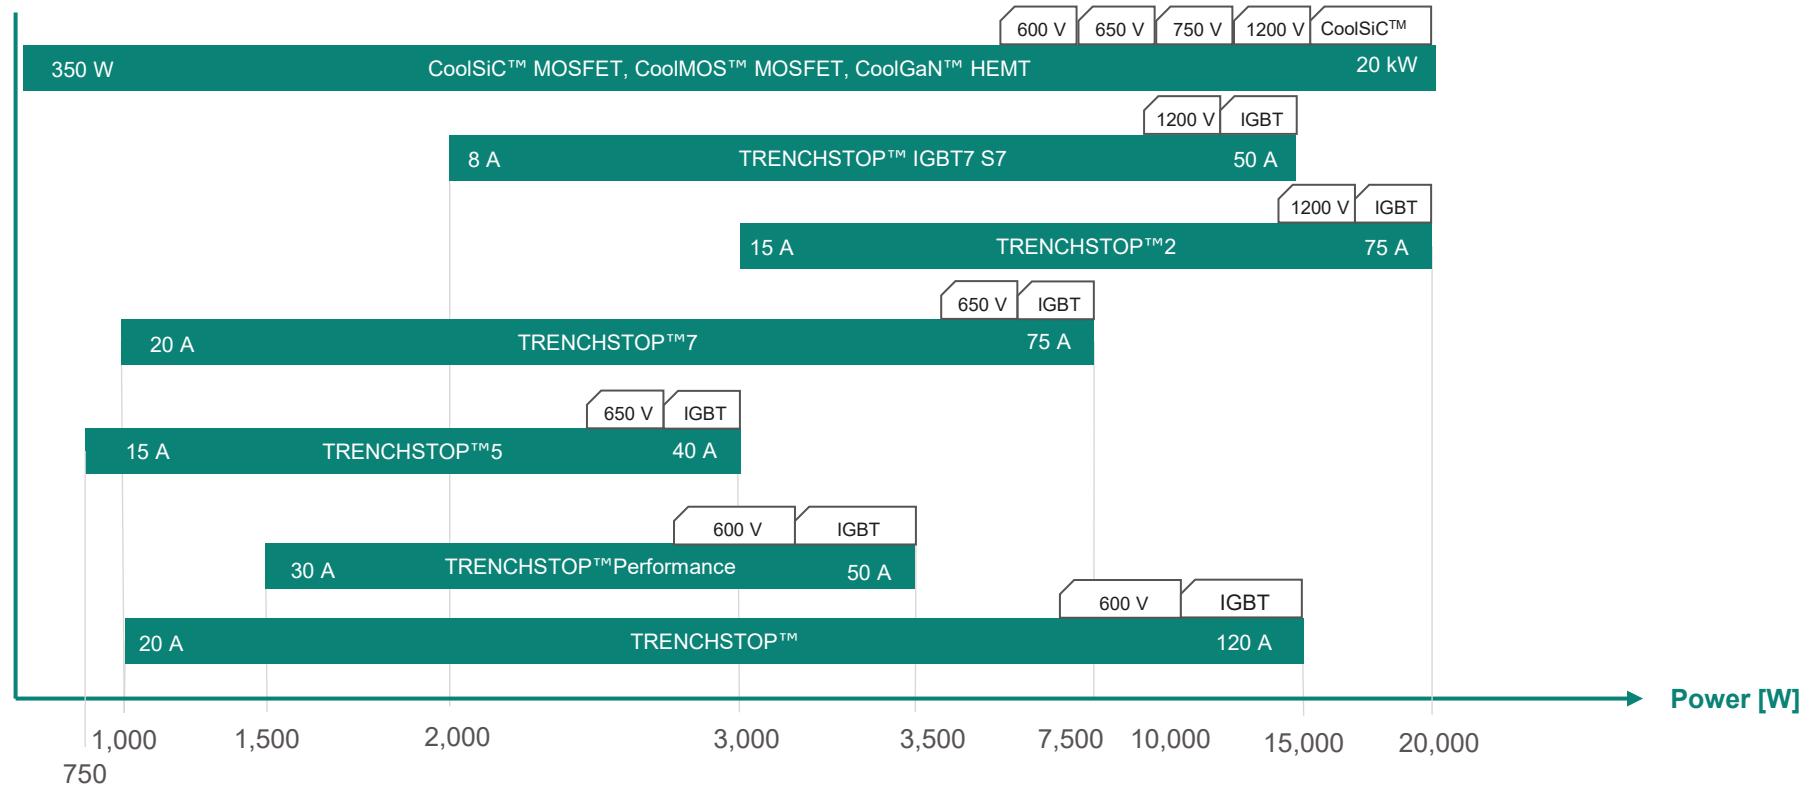 600 V 650 V 750 V 1200 V CoolSiC™
350 W CoolSiC™ MOSFET, CoolMOS™ MOSFET, CoolGaN™ HEMT 20 kW
1200 V IGBT
8 A TRENCHSTOP™ IGBT7 S7 50 A
1200 V IGBT
15 A TRENCHSTOP™2 75 A
650 V IGBT
20 A TRENCHSTOP™7 75 A
650 V IGBT
15 A TRENCHSTOP™5 40 A
600 V IGBT
30 A TRENCHSTOP™Performance 50 A
600 V IGBT
20 A TRENCHSTOP™ 120 A
Power [W]
1,000 1,500 2,000 3,000 3,500 7,500 10,000 15,000 20,000
750